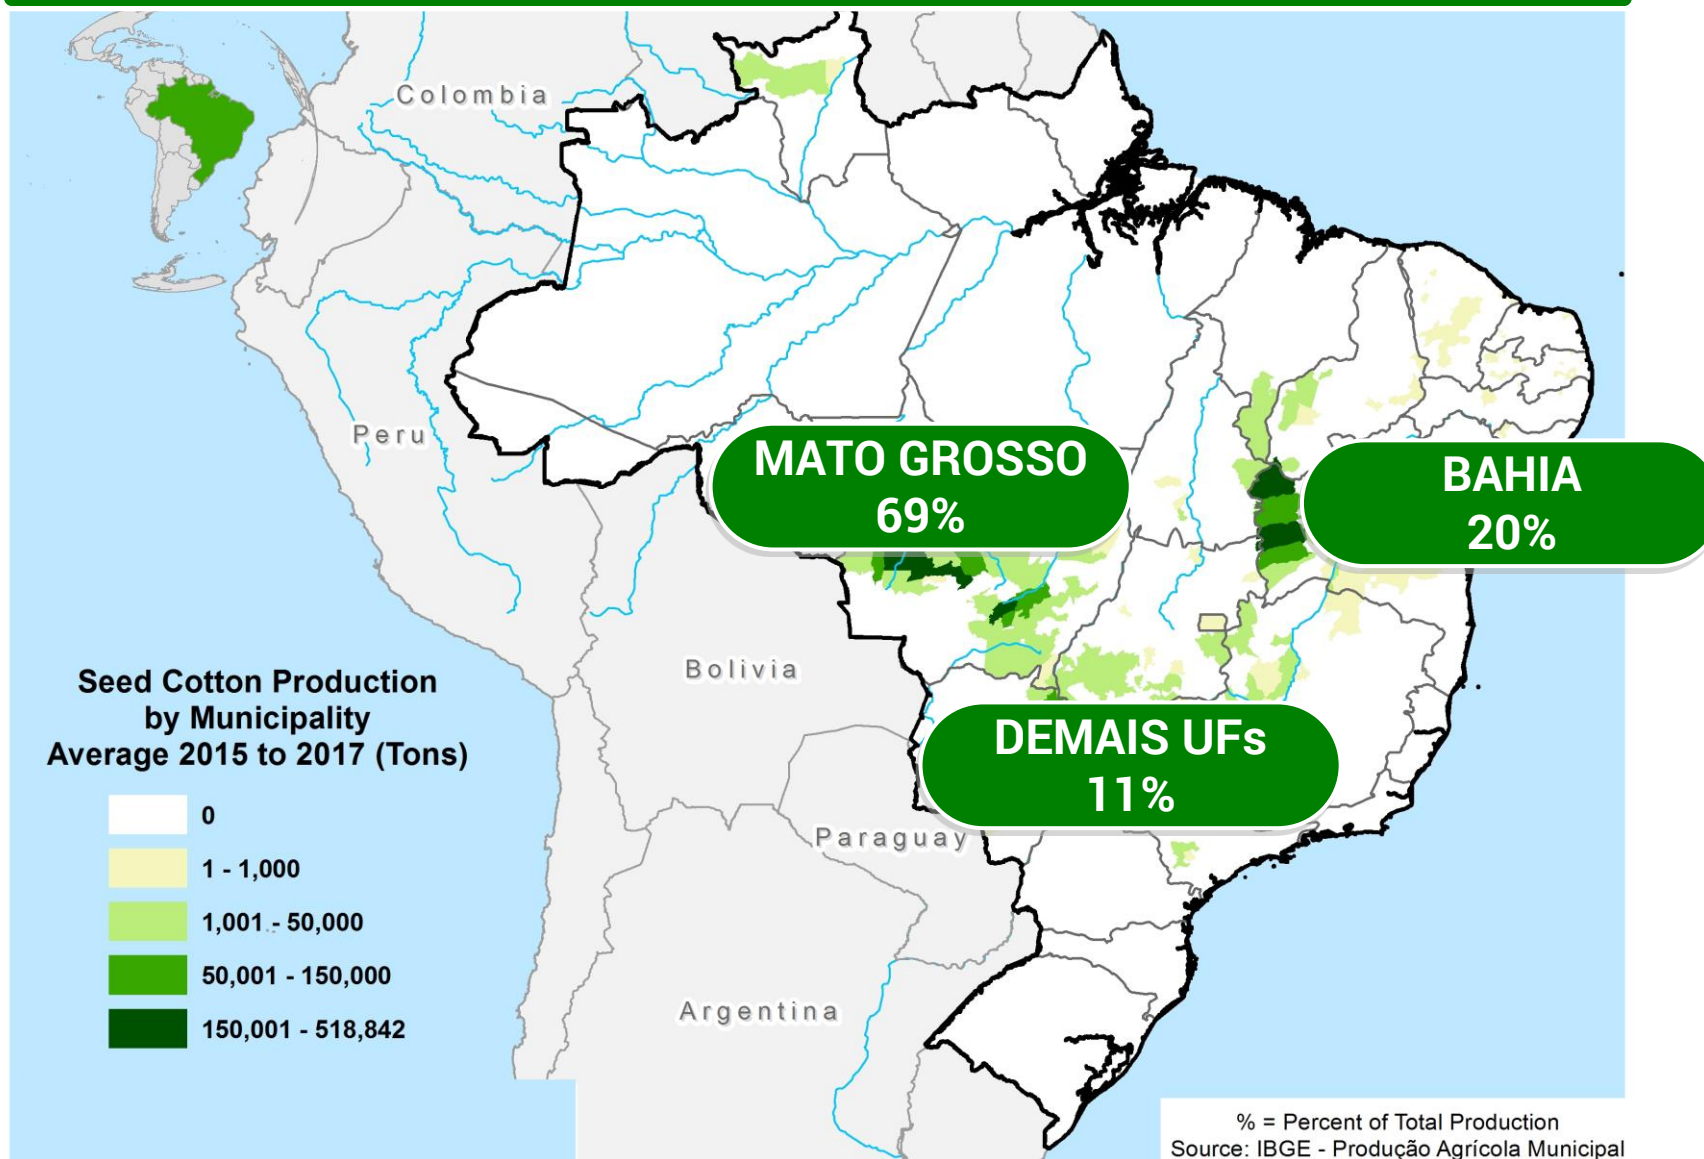 Colombia
Peru
MATO GROSSO
69%
BAHIA
20%
Bolivia
Seed Cotton Production
by Municipality
Average 2015 to 2017 (Tons)
DEMAIS UFs
11%
Paraguay
0
1 - 1,000
1,001 - 50,000
50,001 - 150,000
150,001 - 518,842
Argentina
% = Percent of Total Production
Source: IBGE - Produção Agrícola Municipal